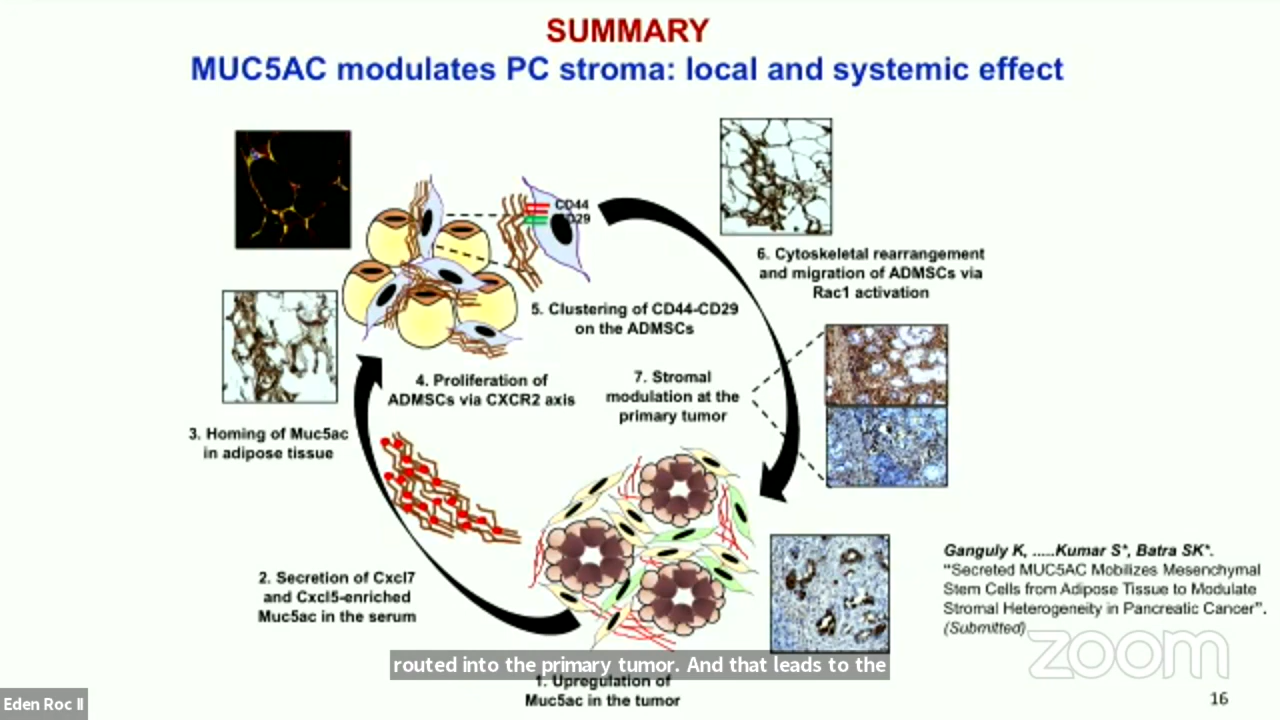 SUMMARY
MUC5AC modulates PC stroma: local and systemic effect
CD44
CD29
6. Cytoskeletal rearrangement
and migration of ADMSCs via
Rac1 activation
5. Clustering of CD44-CD29
on the ADMSCs
4. Proliferation of
ADMSCs via CXCR2 axis
7. Stromal
modulation at the
primary tumor
3. Homing of Muc5ac
in adipose tissue
2. Secretion of Cxcl7
and Cxcl5-enriched
Muc5ac in the serum
Ganguly K, .....Kumar S*, Batra SK*.
“Secreted MUC5AC Mobilizes Mesenchymal
Stem Cells from Adipose Tissue to Modulate
Stromal Heterogeneity in Pancreatic Cancer”.
(Submitted)
zoom
routed into the primary tumor. And that leads to the
1. Upregulation of
Muc5ac in the tumor
Eden Roc II
16